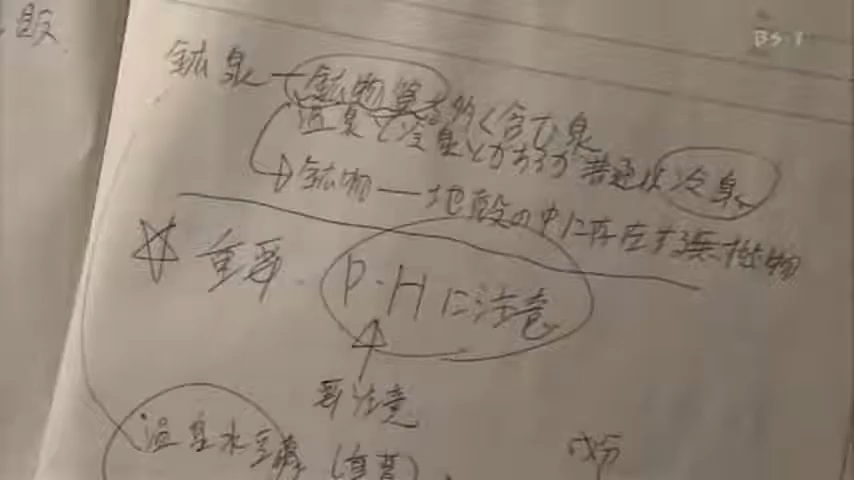 BS-1
鉱泉ー鉱物質を多く含む泉
温泉と冷泉とがあるが普通は冷泉
鉱物ー地殻の中に存在する無機物
☆重要
P・Hに注意
要注意
温泉水
成分